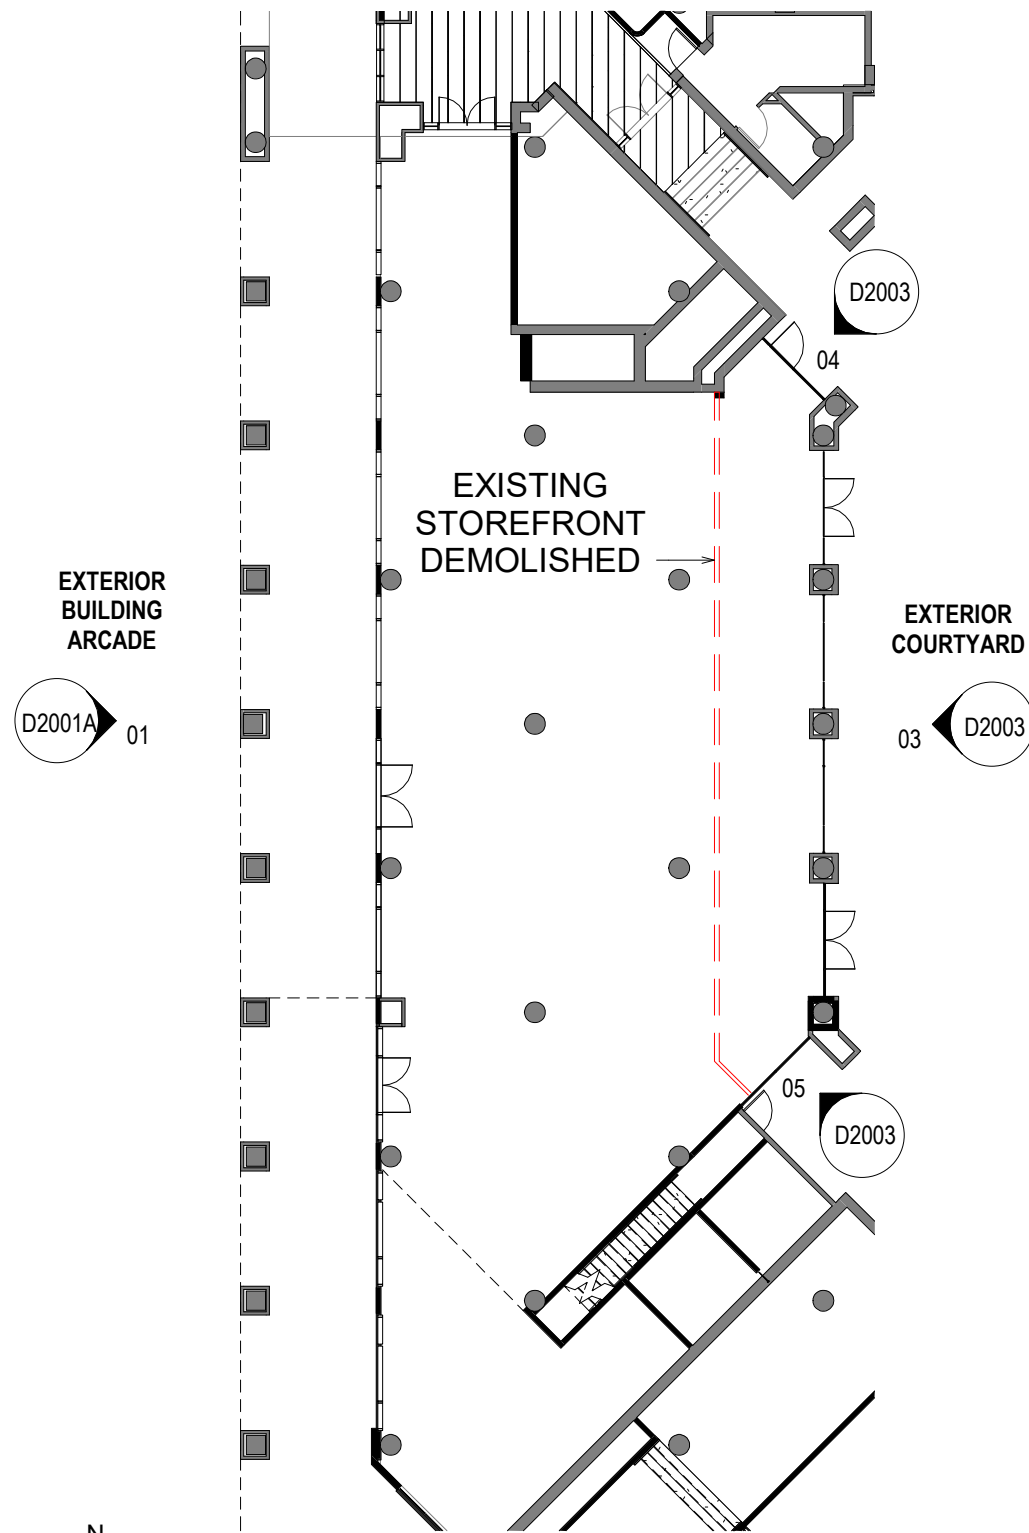 D2003
04
EXISTING
STOREFRONT
DEMOLISHED
EXTERIOR
BUILDING
ARCADE
EXTERIOR
COURTYARD
D2001A
01
03
D2003
05
D2003
N